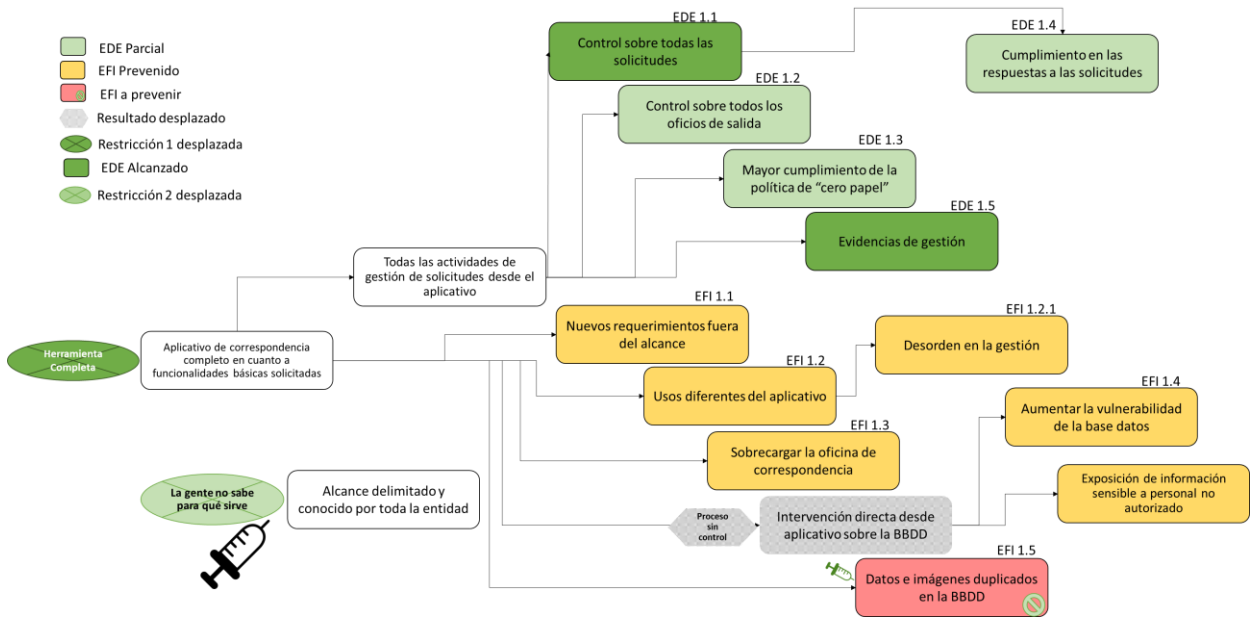 EDE Parcial
EFI Prevenido
EFI a prevenir
Resultado desplazado
Restricción 1 desplazada
EDE Alcanzado
Restricción 2 desplazada
EDE 1.1
Control sobre todas las
solicitudes
EDE 1.4
Cumplimiento en las
respuestas a las solicitudes
EDE 1.2
Control sobre todos los
oficios de salida
EDE 1.3
Mayor cumplimiento de la
política de “cero papel”
EDE 1.5
Evidencias de gestión
Todas las actividades de
gestión de solicitudes desde el
aplicativo
Herramienta
Completa
Aplicativo de correspondencia
completo en cuanto a
funcionalidades básicas solicitadas
EFI 1.1
Nuevos requerimientos fuera
del alcance
EFI 1.2.1
Desorden en la gestión
EFI 1.2
Usos diferentes del aplicativo
EFI 1.4
Aumentar la vulnerabilidad
de la base datos
EFI 1.3
Sobrecargar la oficina de
correspondencia
Exposición de información
sensible a personal no
autorizado
La gente no sabe
para qué sirve
Alcance delimitado y
conocido por toda la entidad
Proceso
sin
control
Intervención directa desde
aplicativo sobre la BBDD
EFI 1.5
Datos e imágenes duplicados
en la BBDD